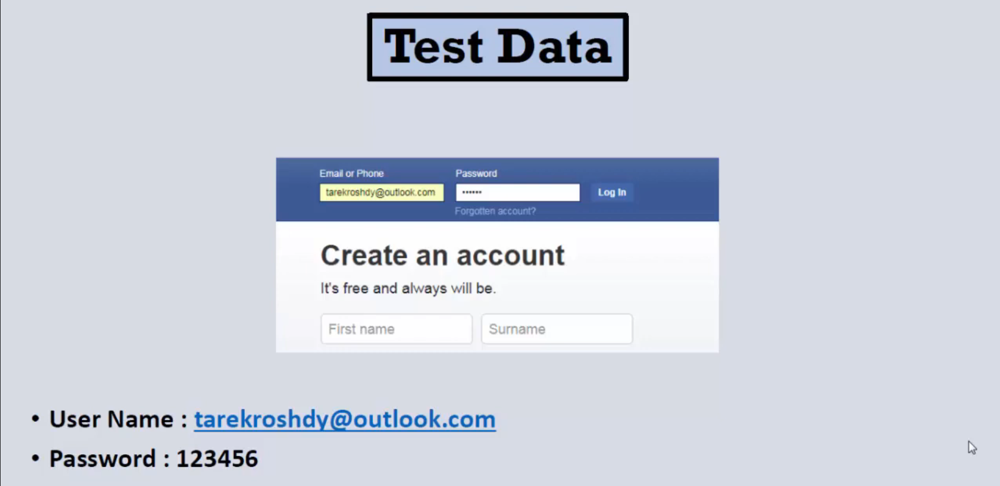 Test Data
Email or Phone Password
tarekroshdy@outlook.com •••••• Log In
Forgotten account?
Create an account
It's free and always will be.
First name Surname
• User Name : tarekroshdy@outlook.com
• Password : 123456